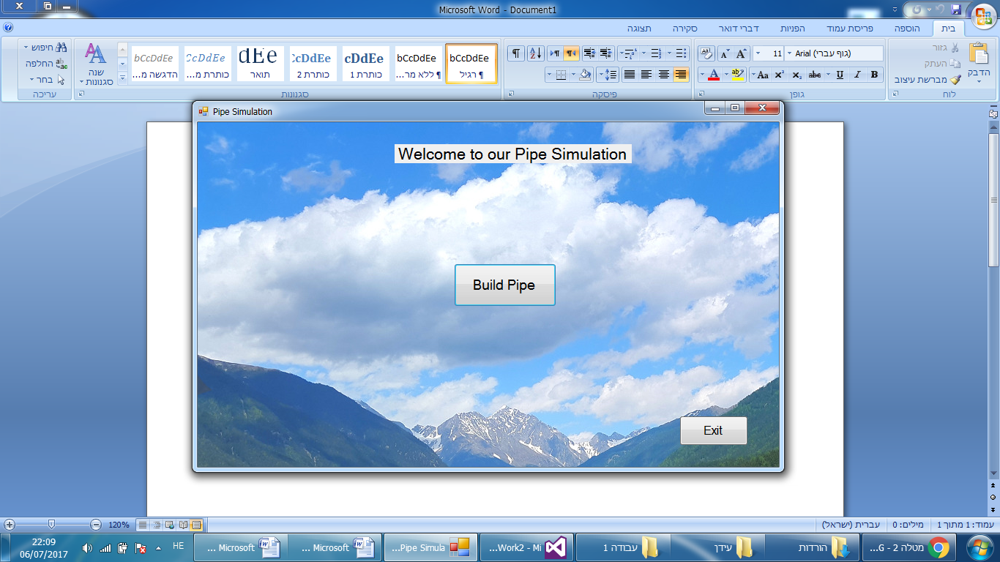 Microsoft Word - Document1
בית
הוספה
פריסת עמוד
הפניות
דברי דואר
סקירה
תצוגה
הדבק
גזור
העתק
מברשת עיצוב
לוח
Arial (גוף עברי)
11
Aa
abc
U
I
B
גופן
פיסקה
bCcDdEe
¶ רגיל
bCcDdEe
¶ ללא מר...
cDdEe
כותרת 1
CcDdEe
כותרת 2
dEe
תואר
CcDdEe
כותרת מ...
bCcDdEe
הדגשה מ...
שנה
סגנונות
סגנונות
חיפוש
החלפה
בחר
עריכה
Pipe Simulation
Welcome to our Pipe Simulation
Build Pipe
Exit
עמוד: 1 מתוך 1
מילים: 0
עברית (ישראל)
120%
מטלה 2 - G...
הורדות
עידן
עבודה 1
Work2 - Mi...
Pipe Simula...
Microsoft ...
Microsoft ...
HE
22:09
06/07/2017